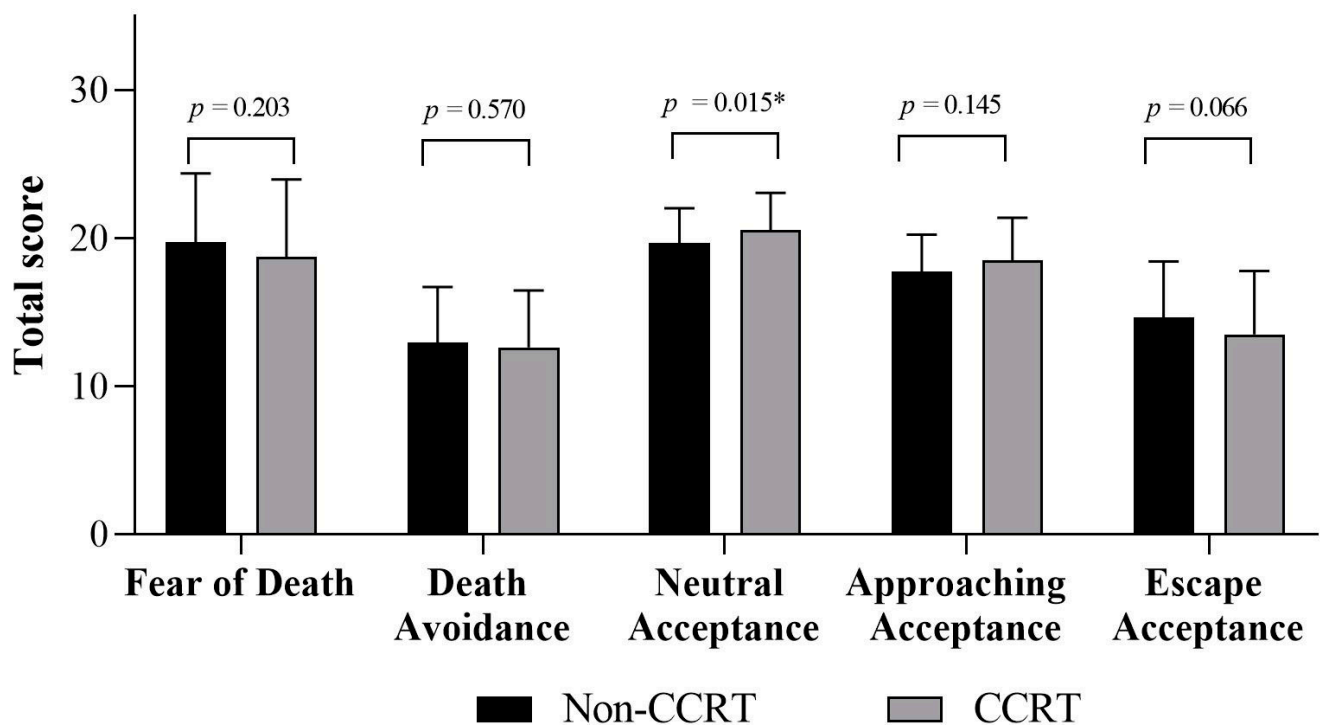 Total score
30
20
10
0
p = 0.203
p = 0.570
p = 0.015*
p = 0.145
p = 0.066
Fear of Death
Death
Avoidance
Neutral
Acceptance
Approaching
Acceptance
Escape
Acceptance
Non-CCRT
CCRT